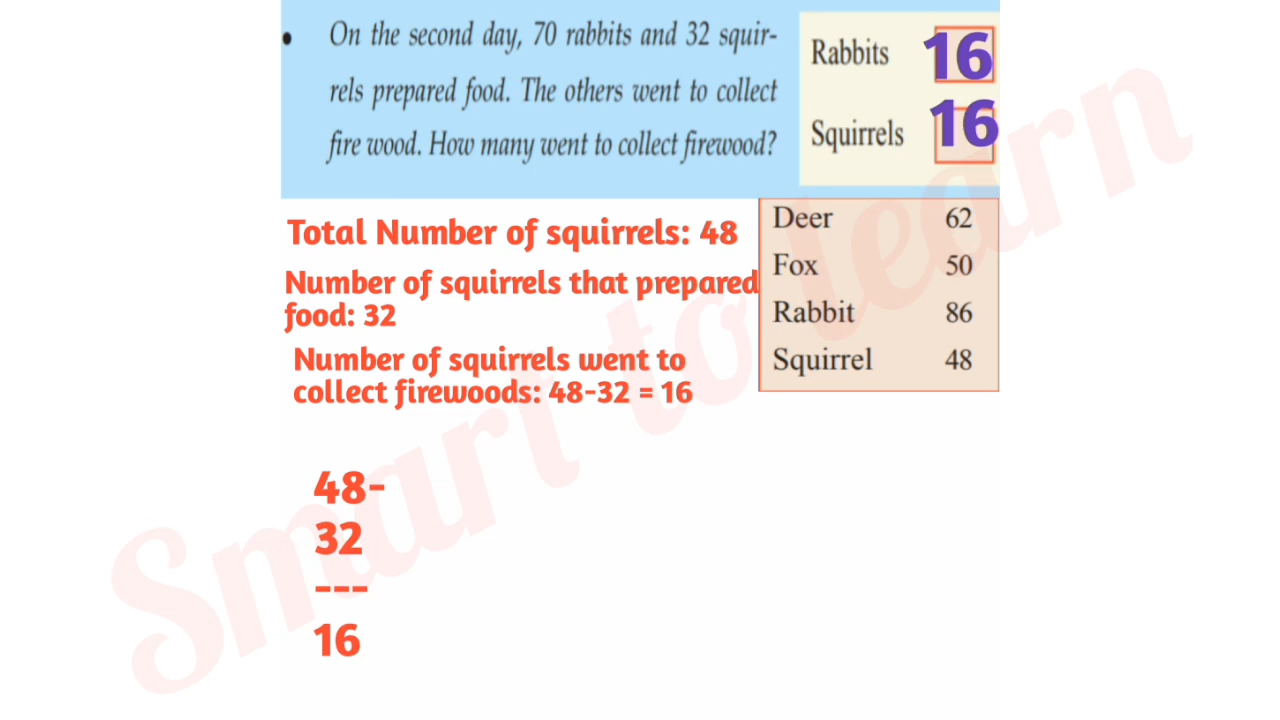 • On the second day, 70 rabbits and 32 squir-
rels prepared food. The others went to collect
fire wood. How many went to collect firewood?
Rabbits 16
Squirrels 16
Total Number of squirrels: 48
Number of squirrels that prepared
food: 32
Number of squirrels went to
collect firewoods: 48-32 = 16
Deer 62
Fox 50
Rabbit 86
Squirrel 48
48-
32
---
16
Smart to learn